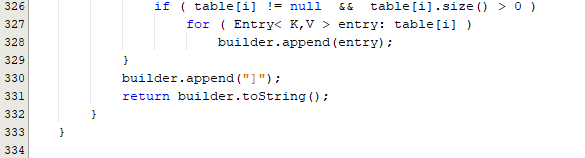 326 if ( table[i] != null && table[i].size() > 0 )
327 for ( Entry< K,V > entry: table[i] )
328 builder.append(entry);
329 }
330 builder.append("]");
331 return builder.toString();
332 }
333 }
334